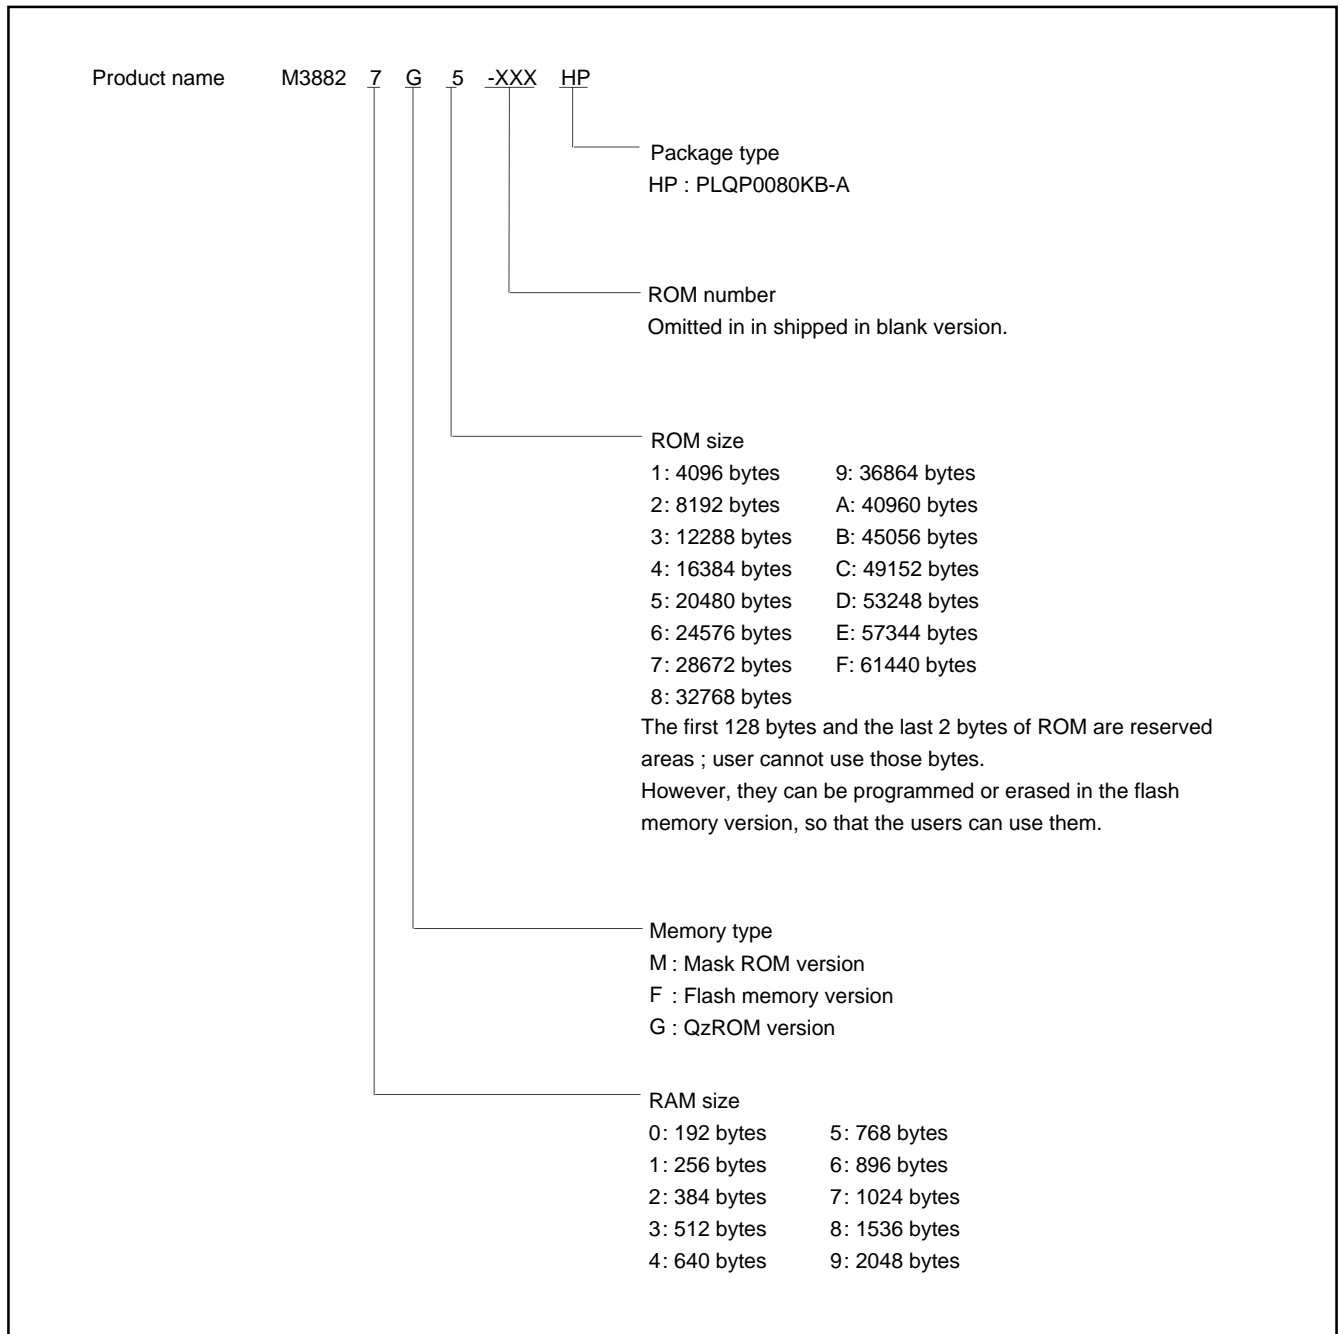 Product name M3882 7 G 5 -XXX HP
Package type
HP : PLQP0080KB-A
ROM number
Omitted in in shipped in blank version.
ROM size
1: 4096 bytes 9: 36864 bytes
2: 8192 bytes A: 40960 bytes
3: 12288 bytes B: 45056 bytes
4: 16384 bytes C: 49152 bytes
5: 20480 bytes D: 53248 bytes
6: 24576 bytes E: 57344 bytes
7: 28672 bytes F: 61440 bytes
8: 32768 bytes
The first 128 bytes and the last 2 bytes of ROM are reserved
areas ; user cannot use those bytes.
However, they can be programmed or erased in the flash
memory version, so that the users can use them.
Memory type
M : Mask ROM version
F : Flash memory version
G : QzROM version
RAM size
0: 192 bytes 5: 768 bytes
1: 256 bytes 6: 896 bytes
2: 384 bytes 7: 1024 bytes
3: 512 bytes 8: 1536 bytes
4: 640 bytes 9: 2048 bytes